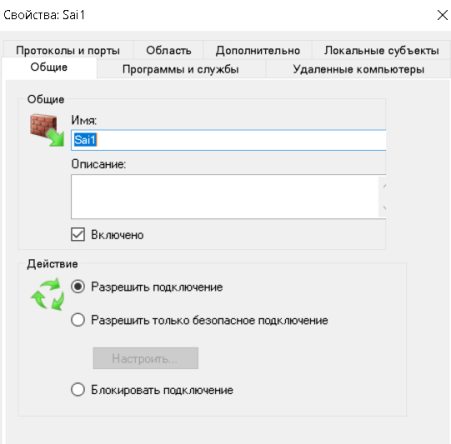 Свойства: Sai1
Протоколы и порты Область Дополнительно Локальные субъекты
Общие Программы и службы Удаленные компьютеры
Общие
Имя:
Sai1
Описание:
Включено
Действие
Разрешить подключение
Разрешить только безопасное подключение
Настроить...
Блокировать подключение